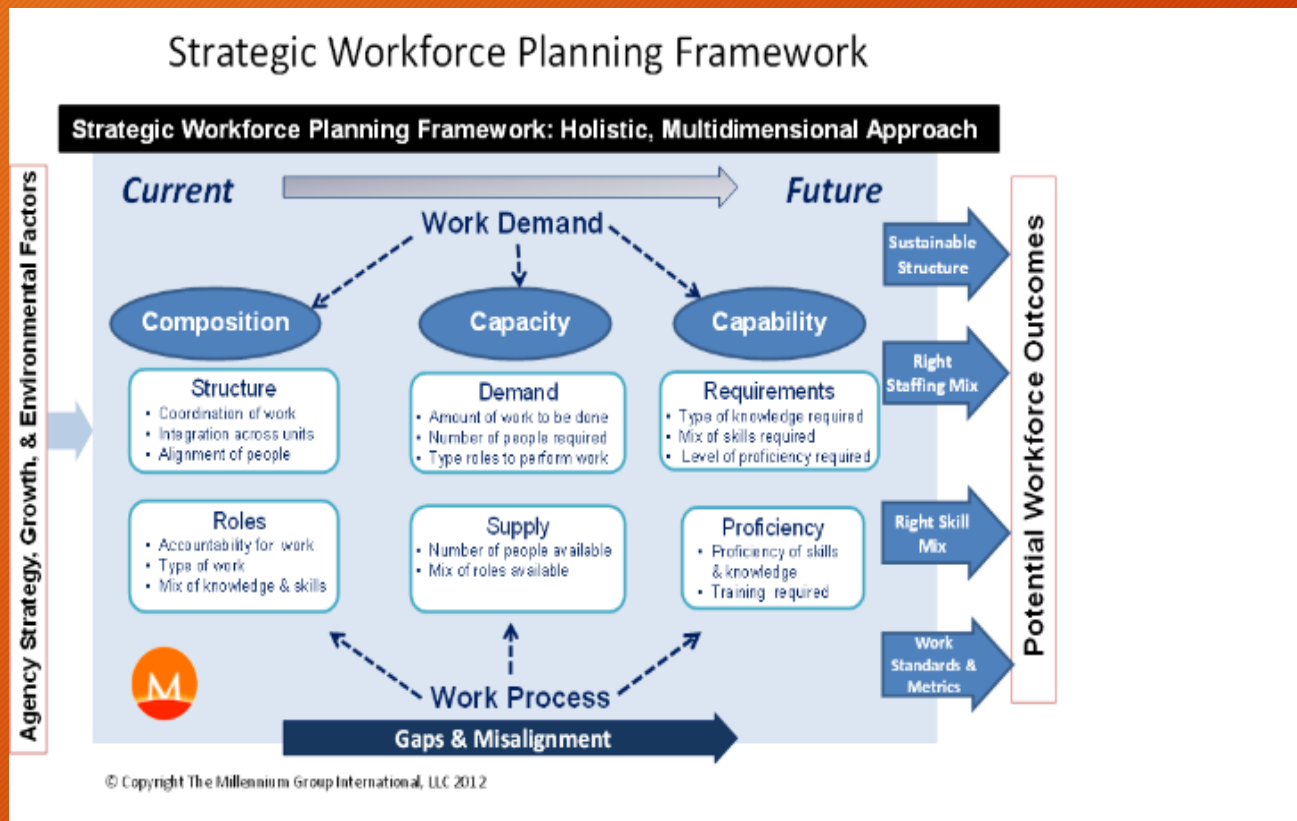 Strategic Workforce Planning Framework
Strategic Workforce Planning Framework: Holistic, Multidimensional Approach
Agency Strategy, Growth, & Environmental Factors
Current
Future
Work Demand
Composition
Capacity
Capability
Structure
• Coordination of work
• Integration across units
• Alignment of people
Demand
• Amount of work to be done
• Number of people required
• Type roles to perform work
Requirements
• Type of knowledge required
• Mix of skills required
• Level of proficiency required
Roles
• Accountability for work
• Type of work
• Mix of knowledge & skills
Supply
• Number of people available
• Mix of roles available
Proficiency
• Proficiency of skills
& knowledge
• Training required
M
Work Process
Gaps & Misalignment
Sustainable
Structure
Right
Staffing Mix
Right Skill
Mix
Work
Standards &
Metrics
Potential Workforce Outcomes
© Copyright The Millennium Group International, LLC 2012